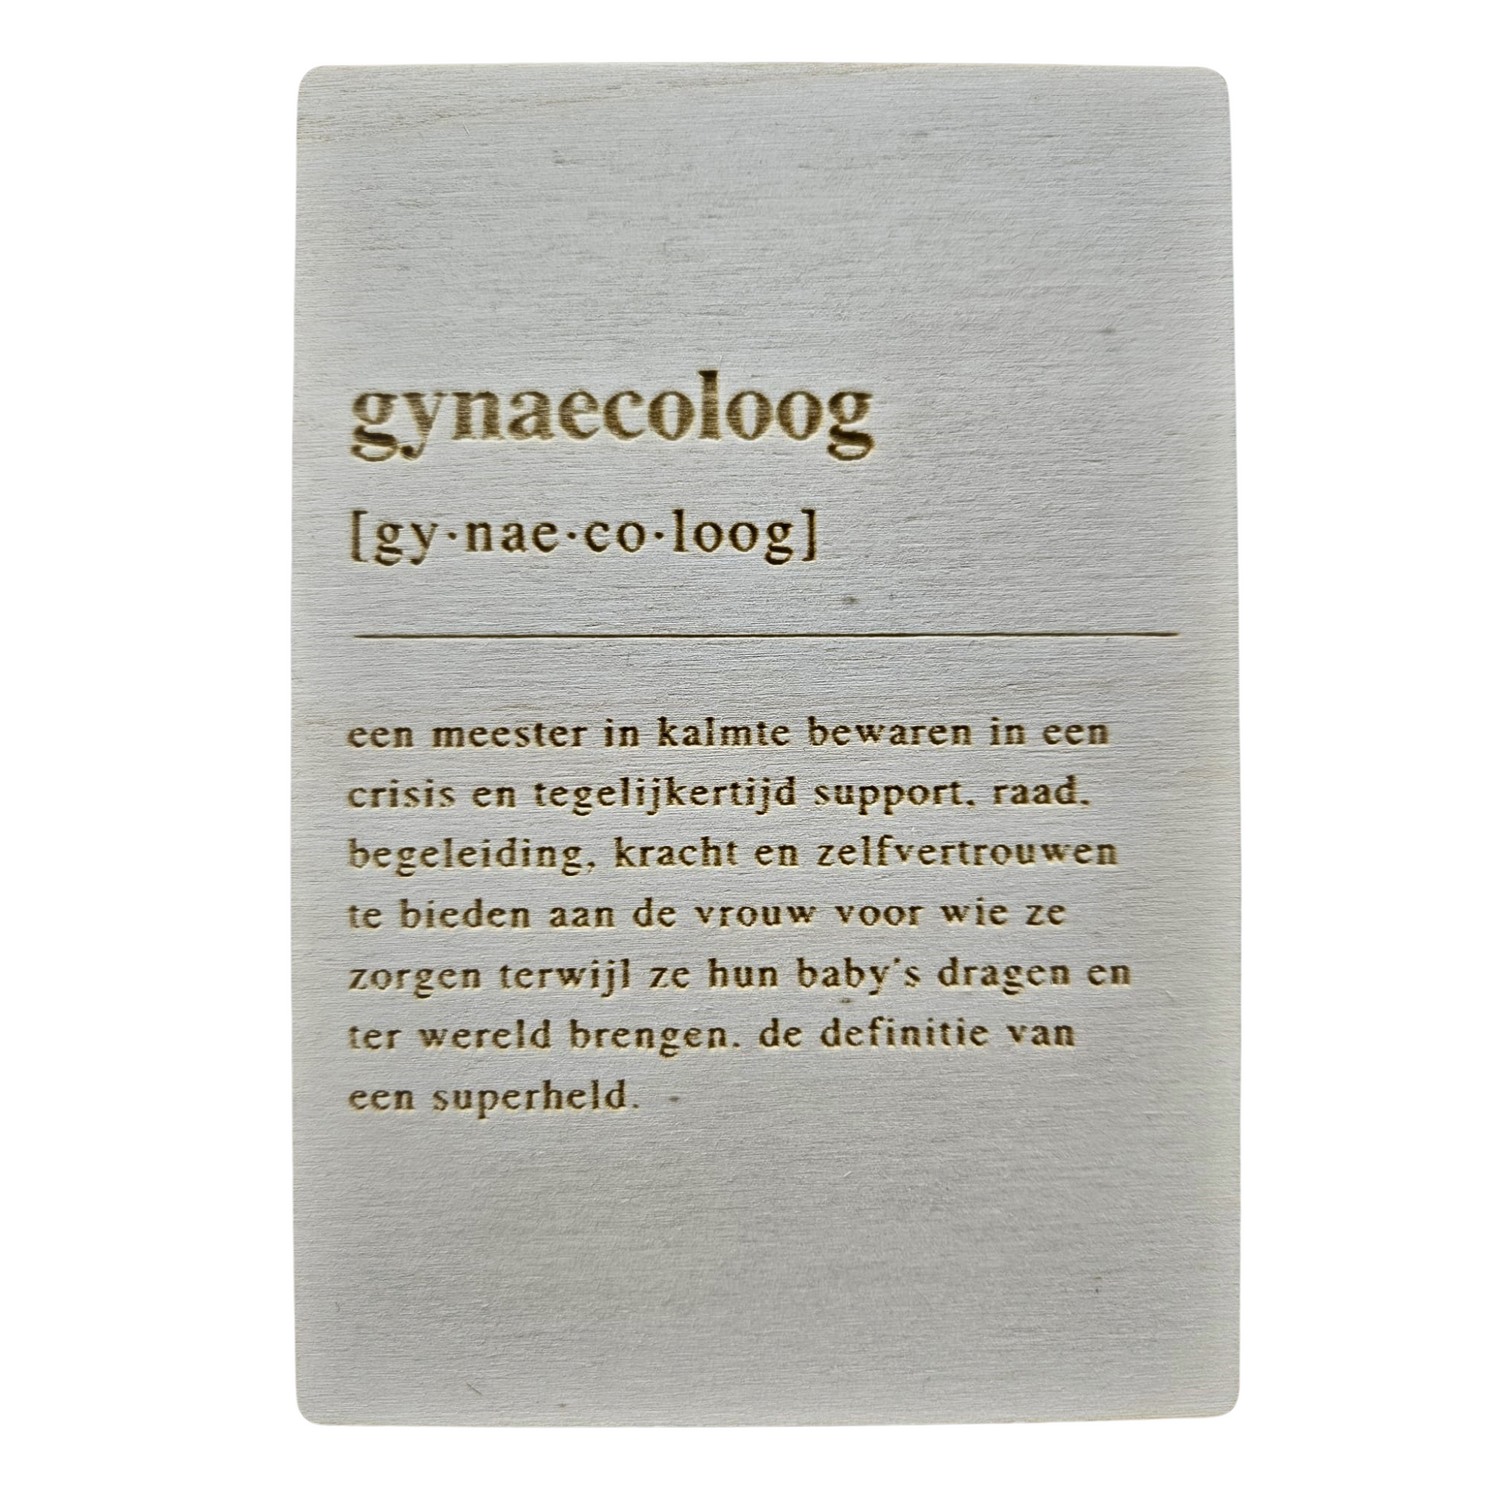 gynaecoloog
[gy·nae·co·loog]
een meester in kalmte bewaren in een
crisis en tegelijkertijd support, raad,
begeleiding, kracht en zelfvertrouwen
te bieden aan de vrouw voor wie ze
zorgen terwijl ze hun baby's dragen en
ter wereld brengen. de definitie van
een superheld.